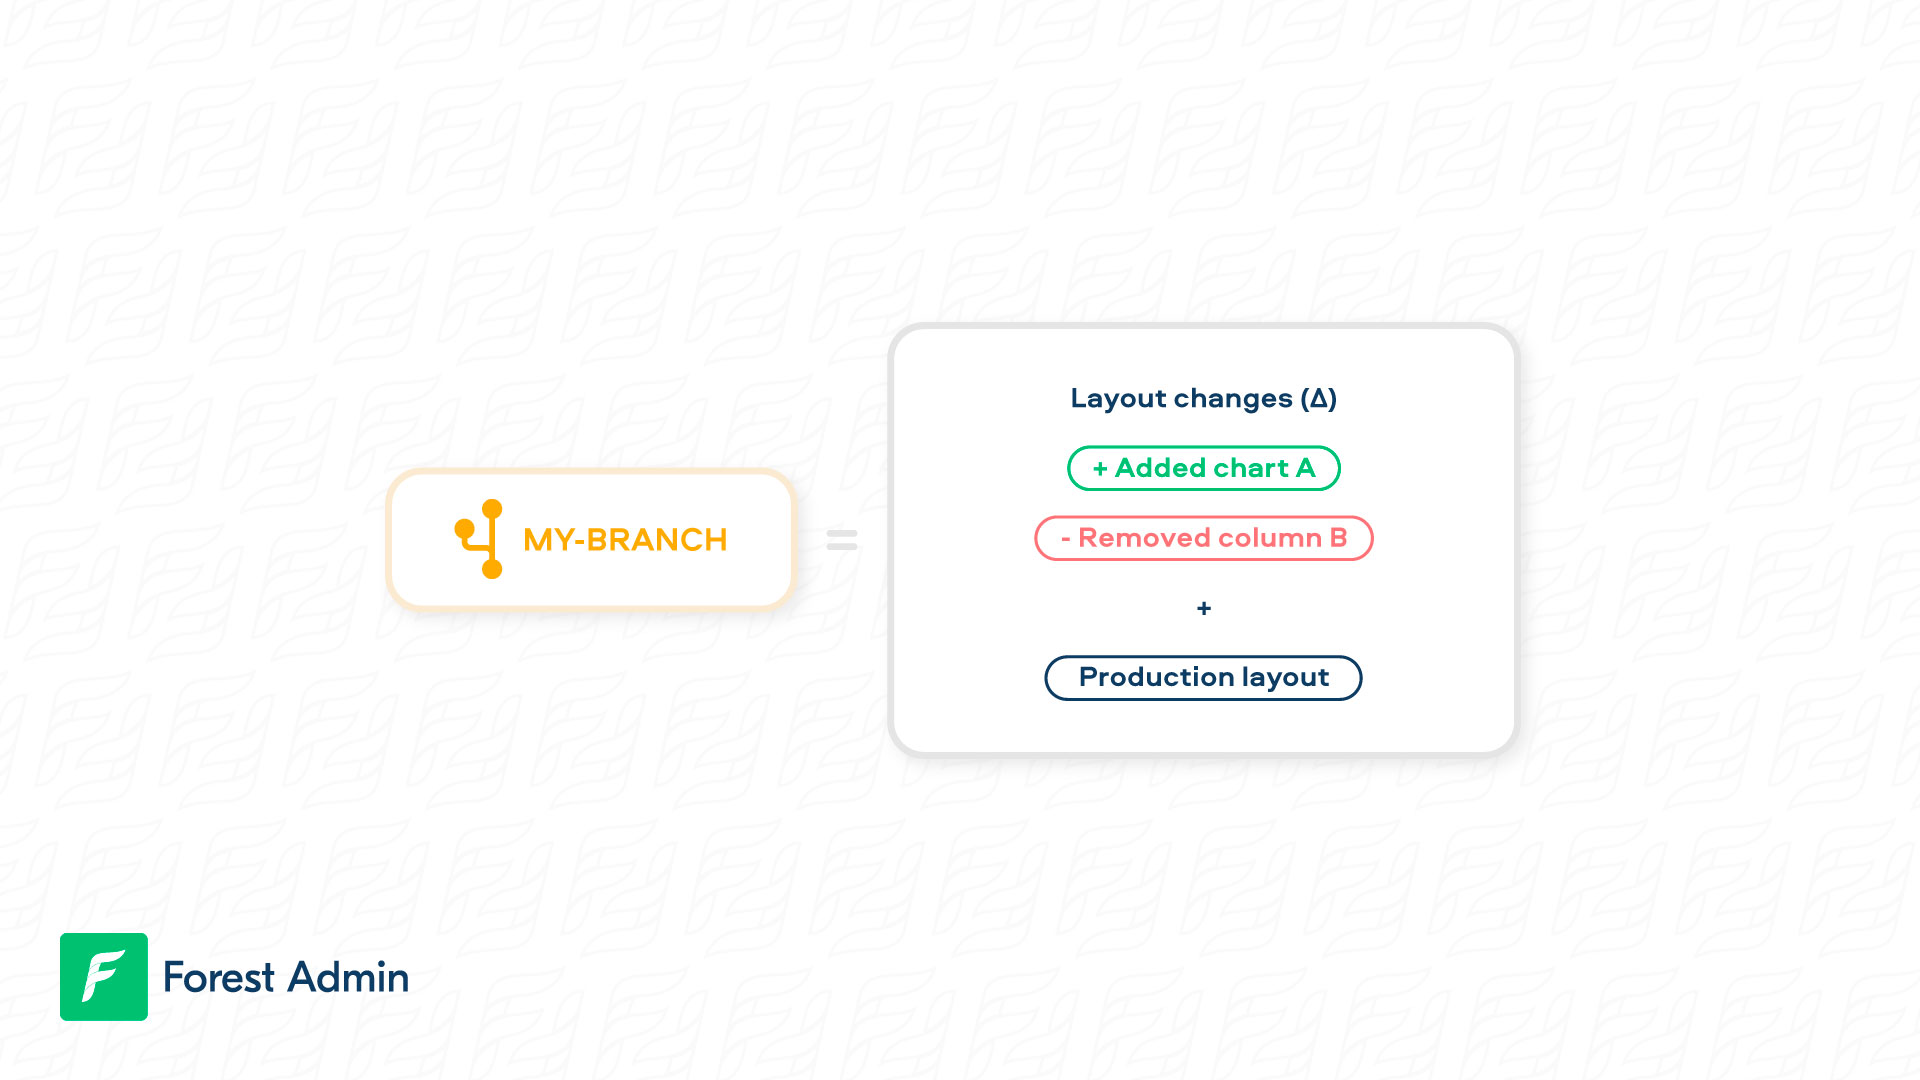 MY-BRANCH
=
Layout changes (Δ)
+ Added chart A
- Removed column B
+
Production layout
Forest Admin